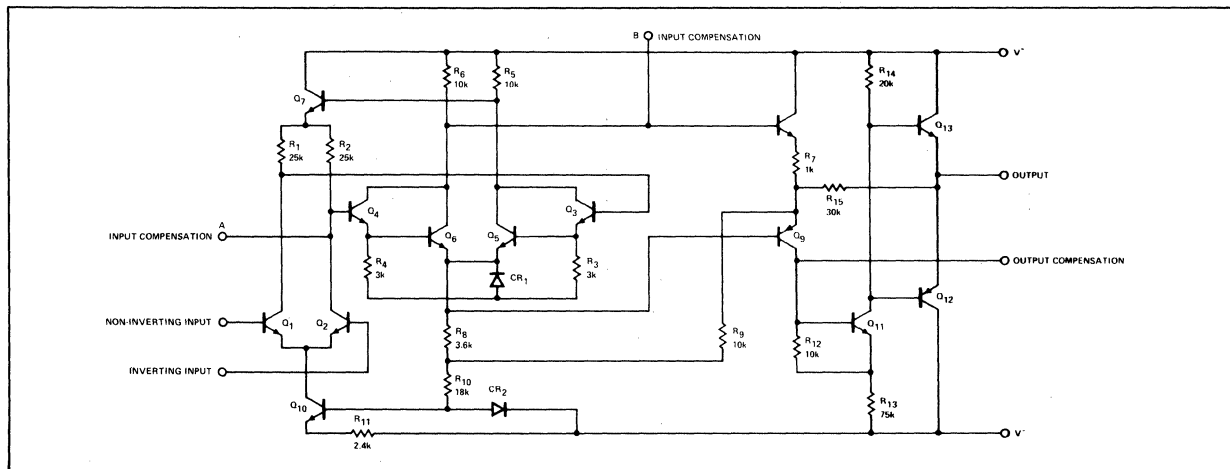 B INPUT COMPENSATION
V-
R6 10k
R5 10k
R14 20k
Q7
Q13
R1 25k
R2 25k
R7 1k
OUTPUT
R15 30k
Q4
Q3
A
INPUT COMPENSATION
Q6
Q5
Q9
OUTPUT COMPENSATION
R4 3k
CR1
R3 3k
Q12
NON-INVERTING INPUT
Q1
Q2
R8 3.6k
R9 10k
R12 10k
Q11
INVERTING INPUT
R10 18k
CR2
R13 75k
Q10
R11 2.4k
V-